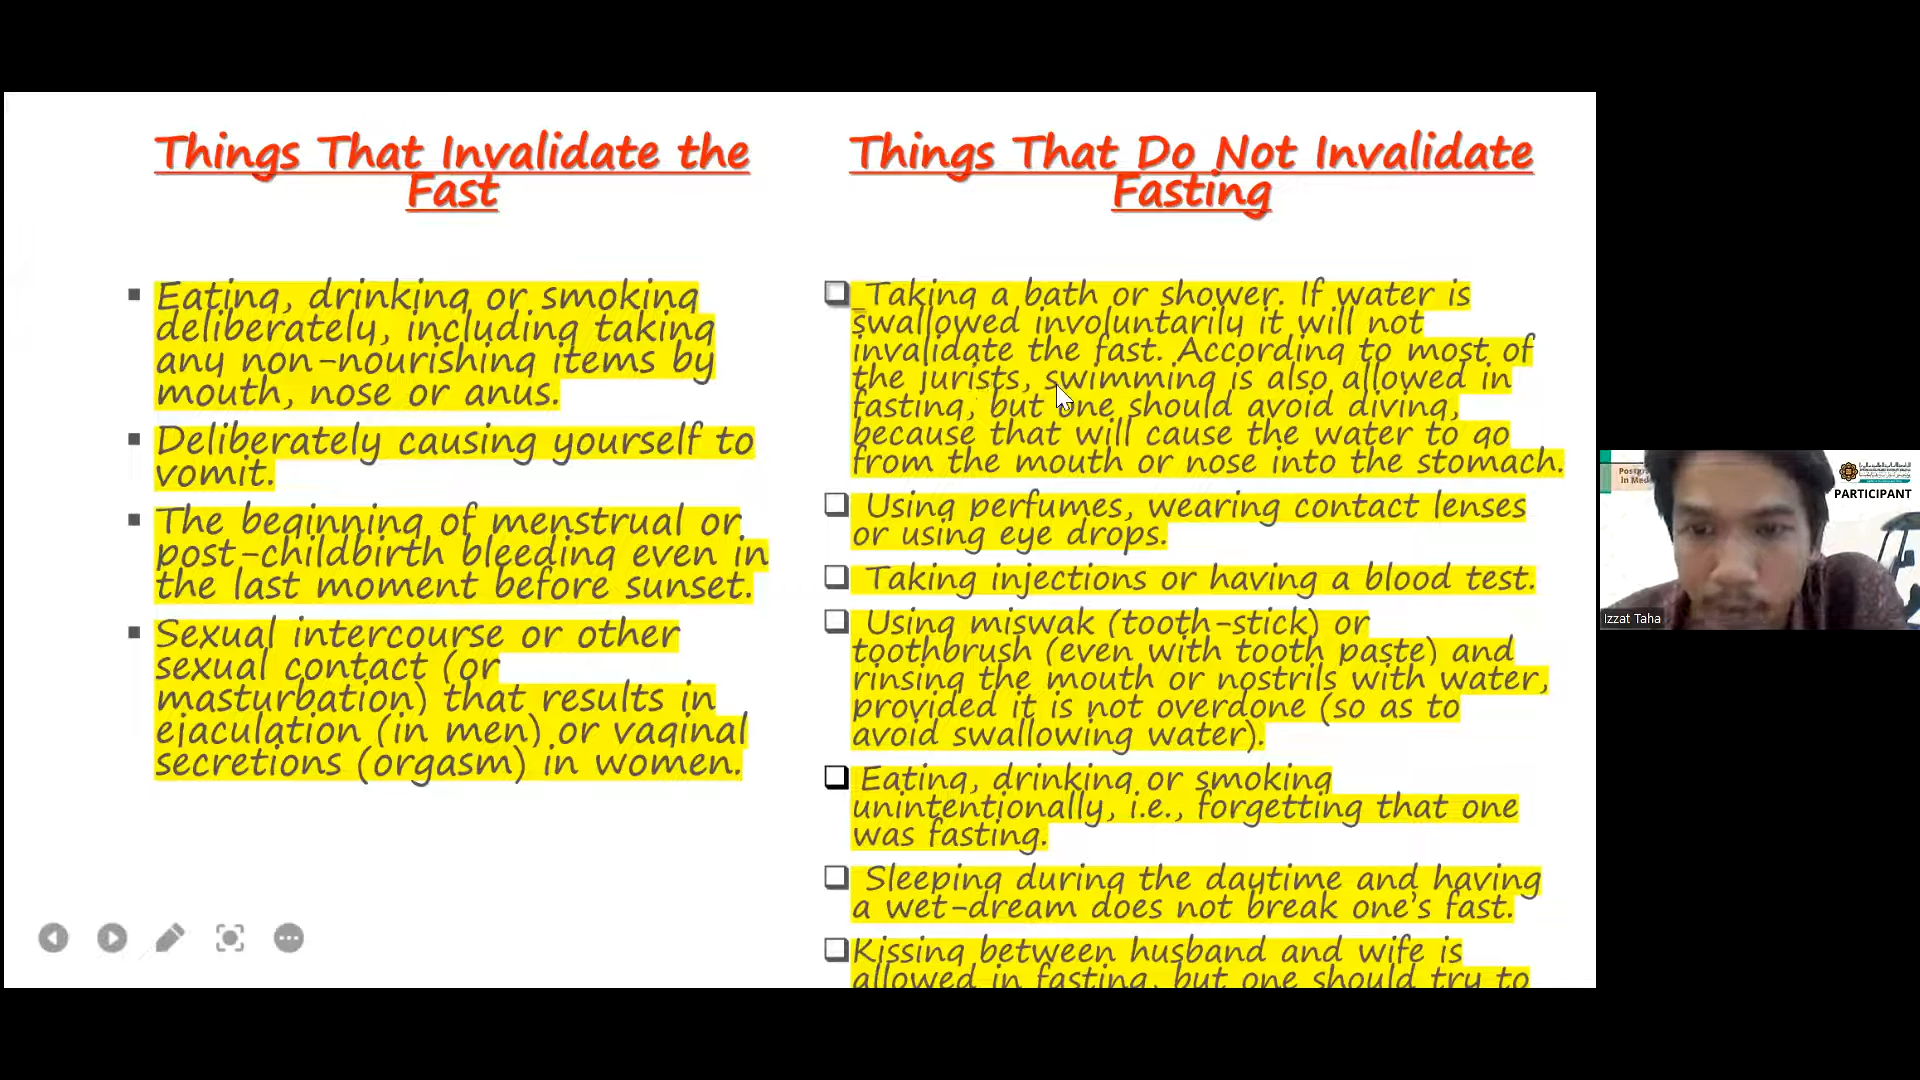 Things That Invalidate the
Fast
Eating, drinking or smoking
deliberately, including taking
any non-nourishing items by
mouth, nose or anus.
Deliberately causing yourself to
vomit.
The beginning of menstrual or
post-childbirth bleeding even in
the last moment before sunset.
Sexual intercourse or other
sexual contact (or
masturbation) that results in
ejaculation (in men) or vaginal
secretions (orgasm) in women.
Things That Do Not Invalidate
Fasting
Taking a bath or shower. If water is
swallowed involuntarily it will not
invalidate the fast. According to most of
the jurists, swimming is also allowed in
fasting, but one should avoid diving,
because that will cause the water to go
from the mouth or nose into the stomach.
Using perfumes, wearing contact lenses
or using eye drops.
Taking injections or having a blood test.
Using miswak (tooth-stick) or
toothbrush (even with tooth paste) and
rinsing the mouth or nostrils with water,
provided it is not overdone (so as to
avoid swallowing water).
Eating, drinking or smoking
unintentionally, i.e., forgetting that one
was fasting.
Sleeping during the daytime and having
a wet-dream does not break one's fast.
Kissing between husband and wife is
allowed in fasting, but one should try to
PARTICIPANT
Izzat Taha